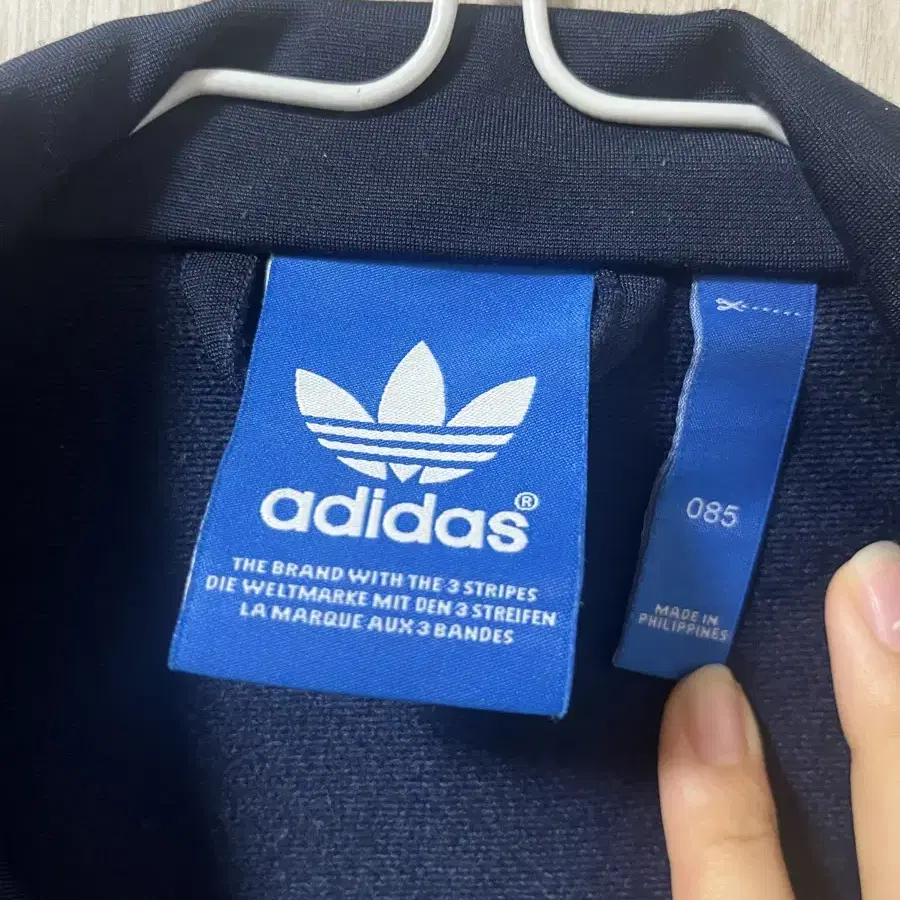 adidas®
THE BRAND WITH THE 3 STRIPES
DIE WELTMARKE MIT DEN 3 STREIFEN
LA MARQUE AUX 3 BANDES
085
MADE IN
PHILIPPINES